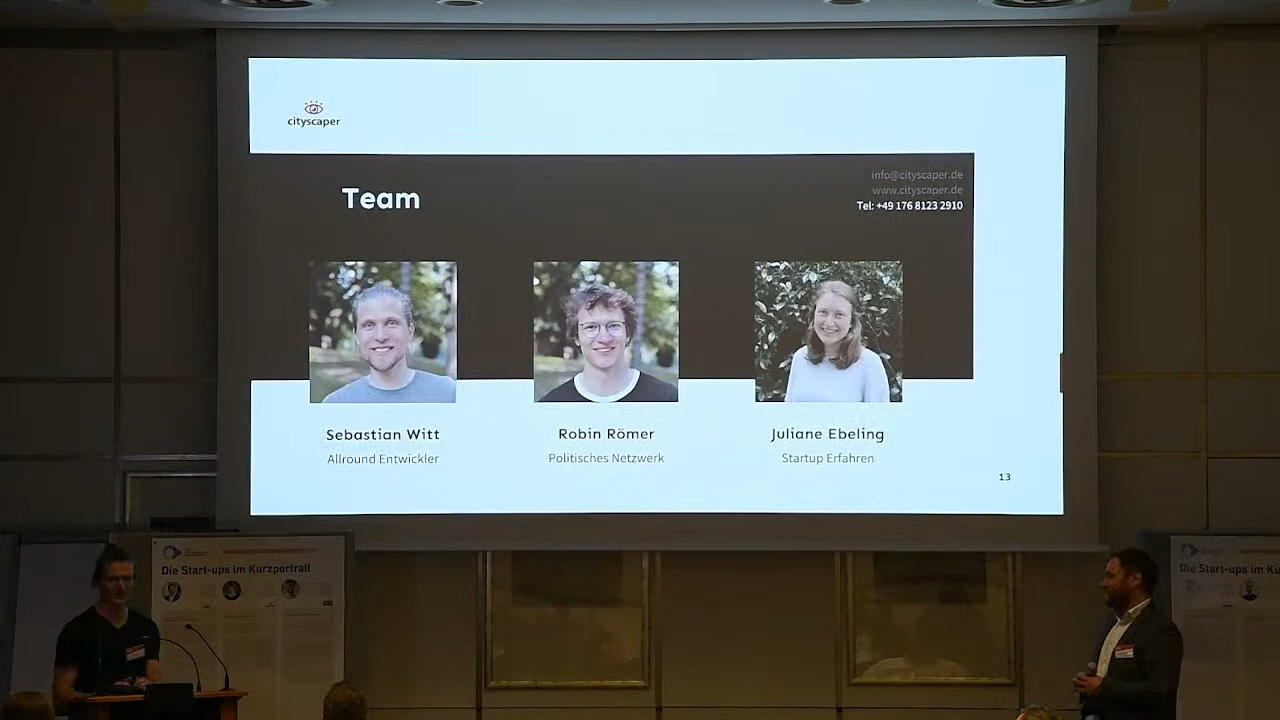 cityscaper
Team
info@cityscaper.de
www.cityscaper.de
Tel: +49 176 8123 2910
Sebastian Witt
Robin Römer
Juliane Ebeling
Allround Entwickler
Politisches Netzwerk
Startup Erfahren
13
Die Start-ups im Kurzportrait
Die Start-ups im Ku